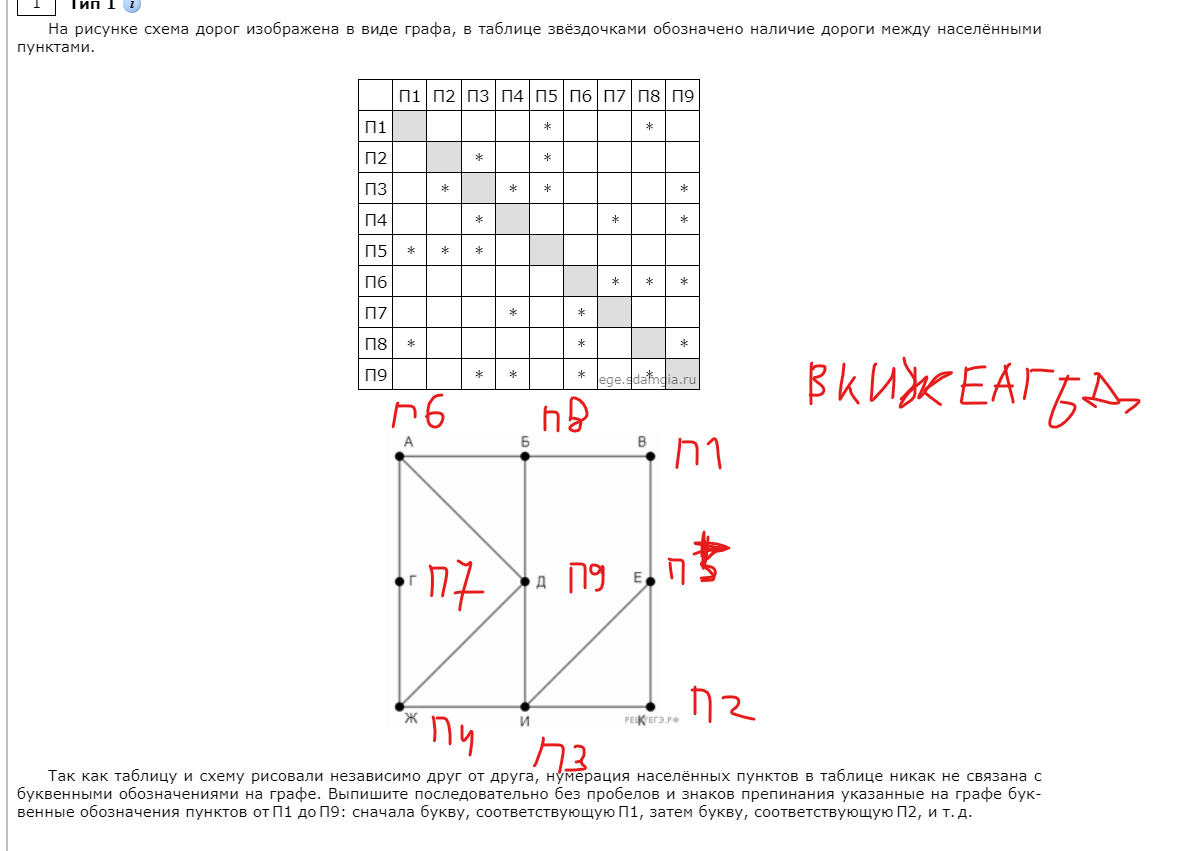 1 Тип 1 i
На рисунке схема дорог изображена в виде графа, в таблице звёздочками обозначено наличие дороги между населёнными
пунктами.
П1 П2 П3 П4 П5 П6 П7 П8 П9
П1 * *
П2 * *
П3 * * * *
П4 * * *
П5 * * *
П6 * * *
П7 * *
П8 * * *
П9 * * * *
ege.sdamgia.ru
ВКИЖЕАГБД
П6 П8
А Б В П1
Г П7 Д П9 Е П5
Ж П4 И П3 К П2
РЕШУЕГЭ.РФ
Так как таблицу и схему рисовали независимо друг от друга, нумерация населённых пунктов в таблице никак не связана с
буквенными обозначениями на графе. Выпишите последовательно без пробелов и знаков препинания указанные на графе бук-
венные обозначения пунктов от П1 до П9: сначала букву, соответствующую П1, затем букву, соответствующую П2, и т. д.